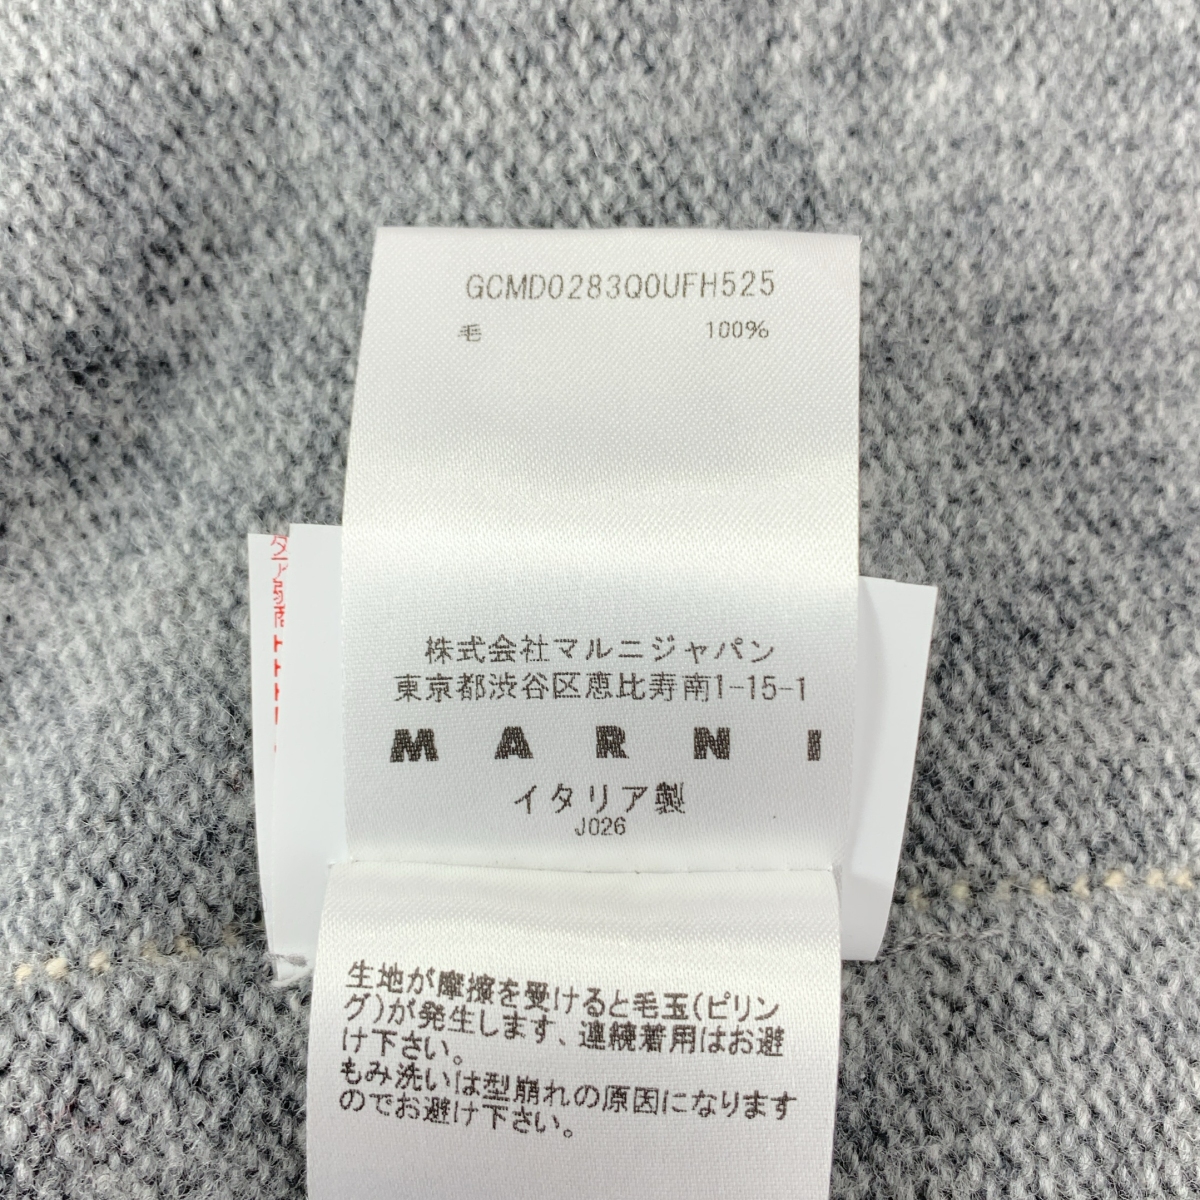 GCMD0283Q0UFH525
毛 100%
株式会社マルニジャパン
東京都渋谷区恵比寿南1-15-1
MARNI
イタリア製
J026
生地が摩擦を受けると毛玉(ピリン
グ)が発生します、連続着用はお避
け下さい。
もみ洗いは型崩れの原因になります
のでお避け下さい。